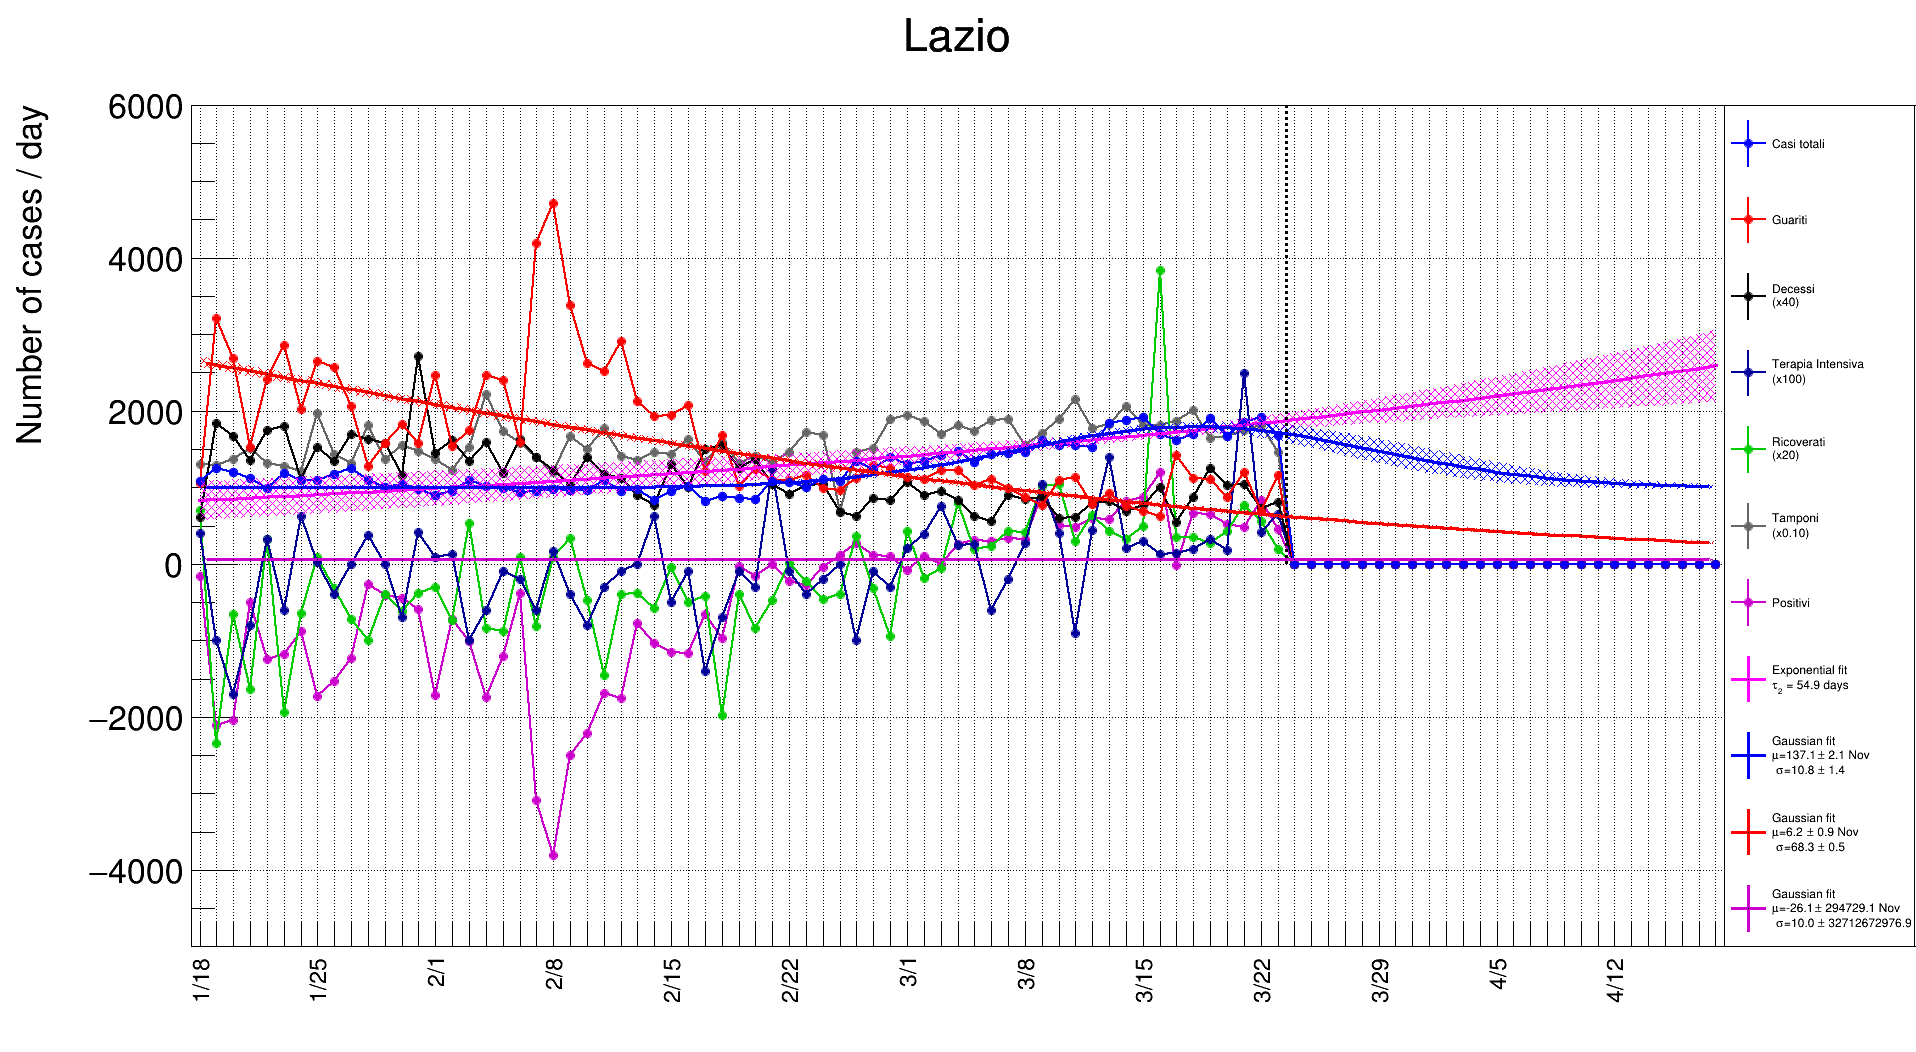 Lazio
Number of cases / day
6000
4000
2000
0
−2000
−4000
1/18
1/25
2/1
2/8
2/15
2/22
3/1
3/8
3/15
3/22
3/29
4/5
4/12
Casi totali
Guariti
Decessi
(x40)
Terapia Intensiva
(x100)
Ricoverati
(x20)
Tamponi
(x0.10)
Positivi
Exponential fit
τ2 = 54.9 days
Gaussian fit
μ=137.1 ± 2.1 Nov
σ=10.8 ± 1.4
Gaussian fit
μ=6.2 ± 0.9 Nov
σ=68.3 ± 0.5
Gaussian fit
μ=-26.1 ± 294729.1 Nov
σ=10.0 ± 32712672976.9